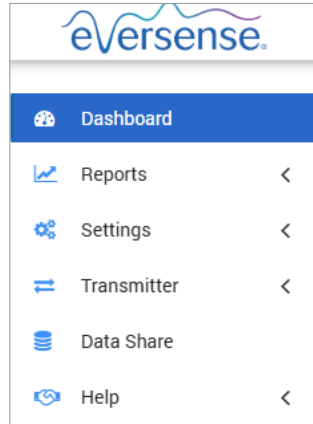 eversense.
Dashboard
Reports
Settings
Transmitter
Data Share
Help